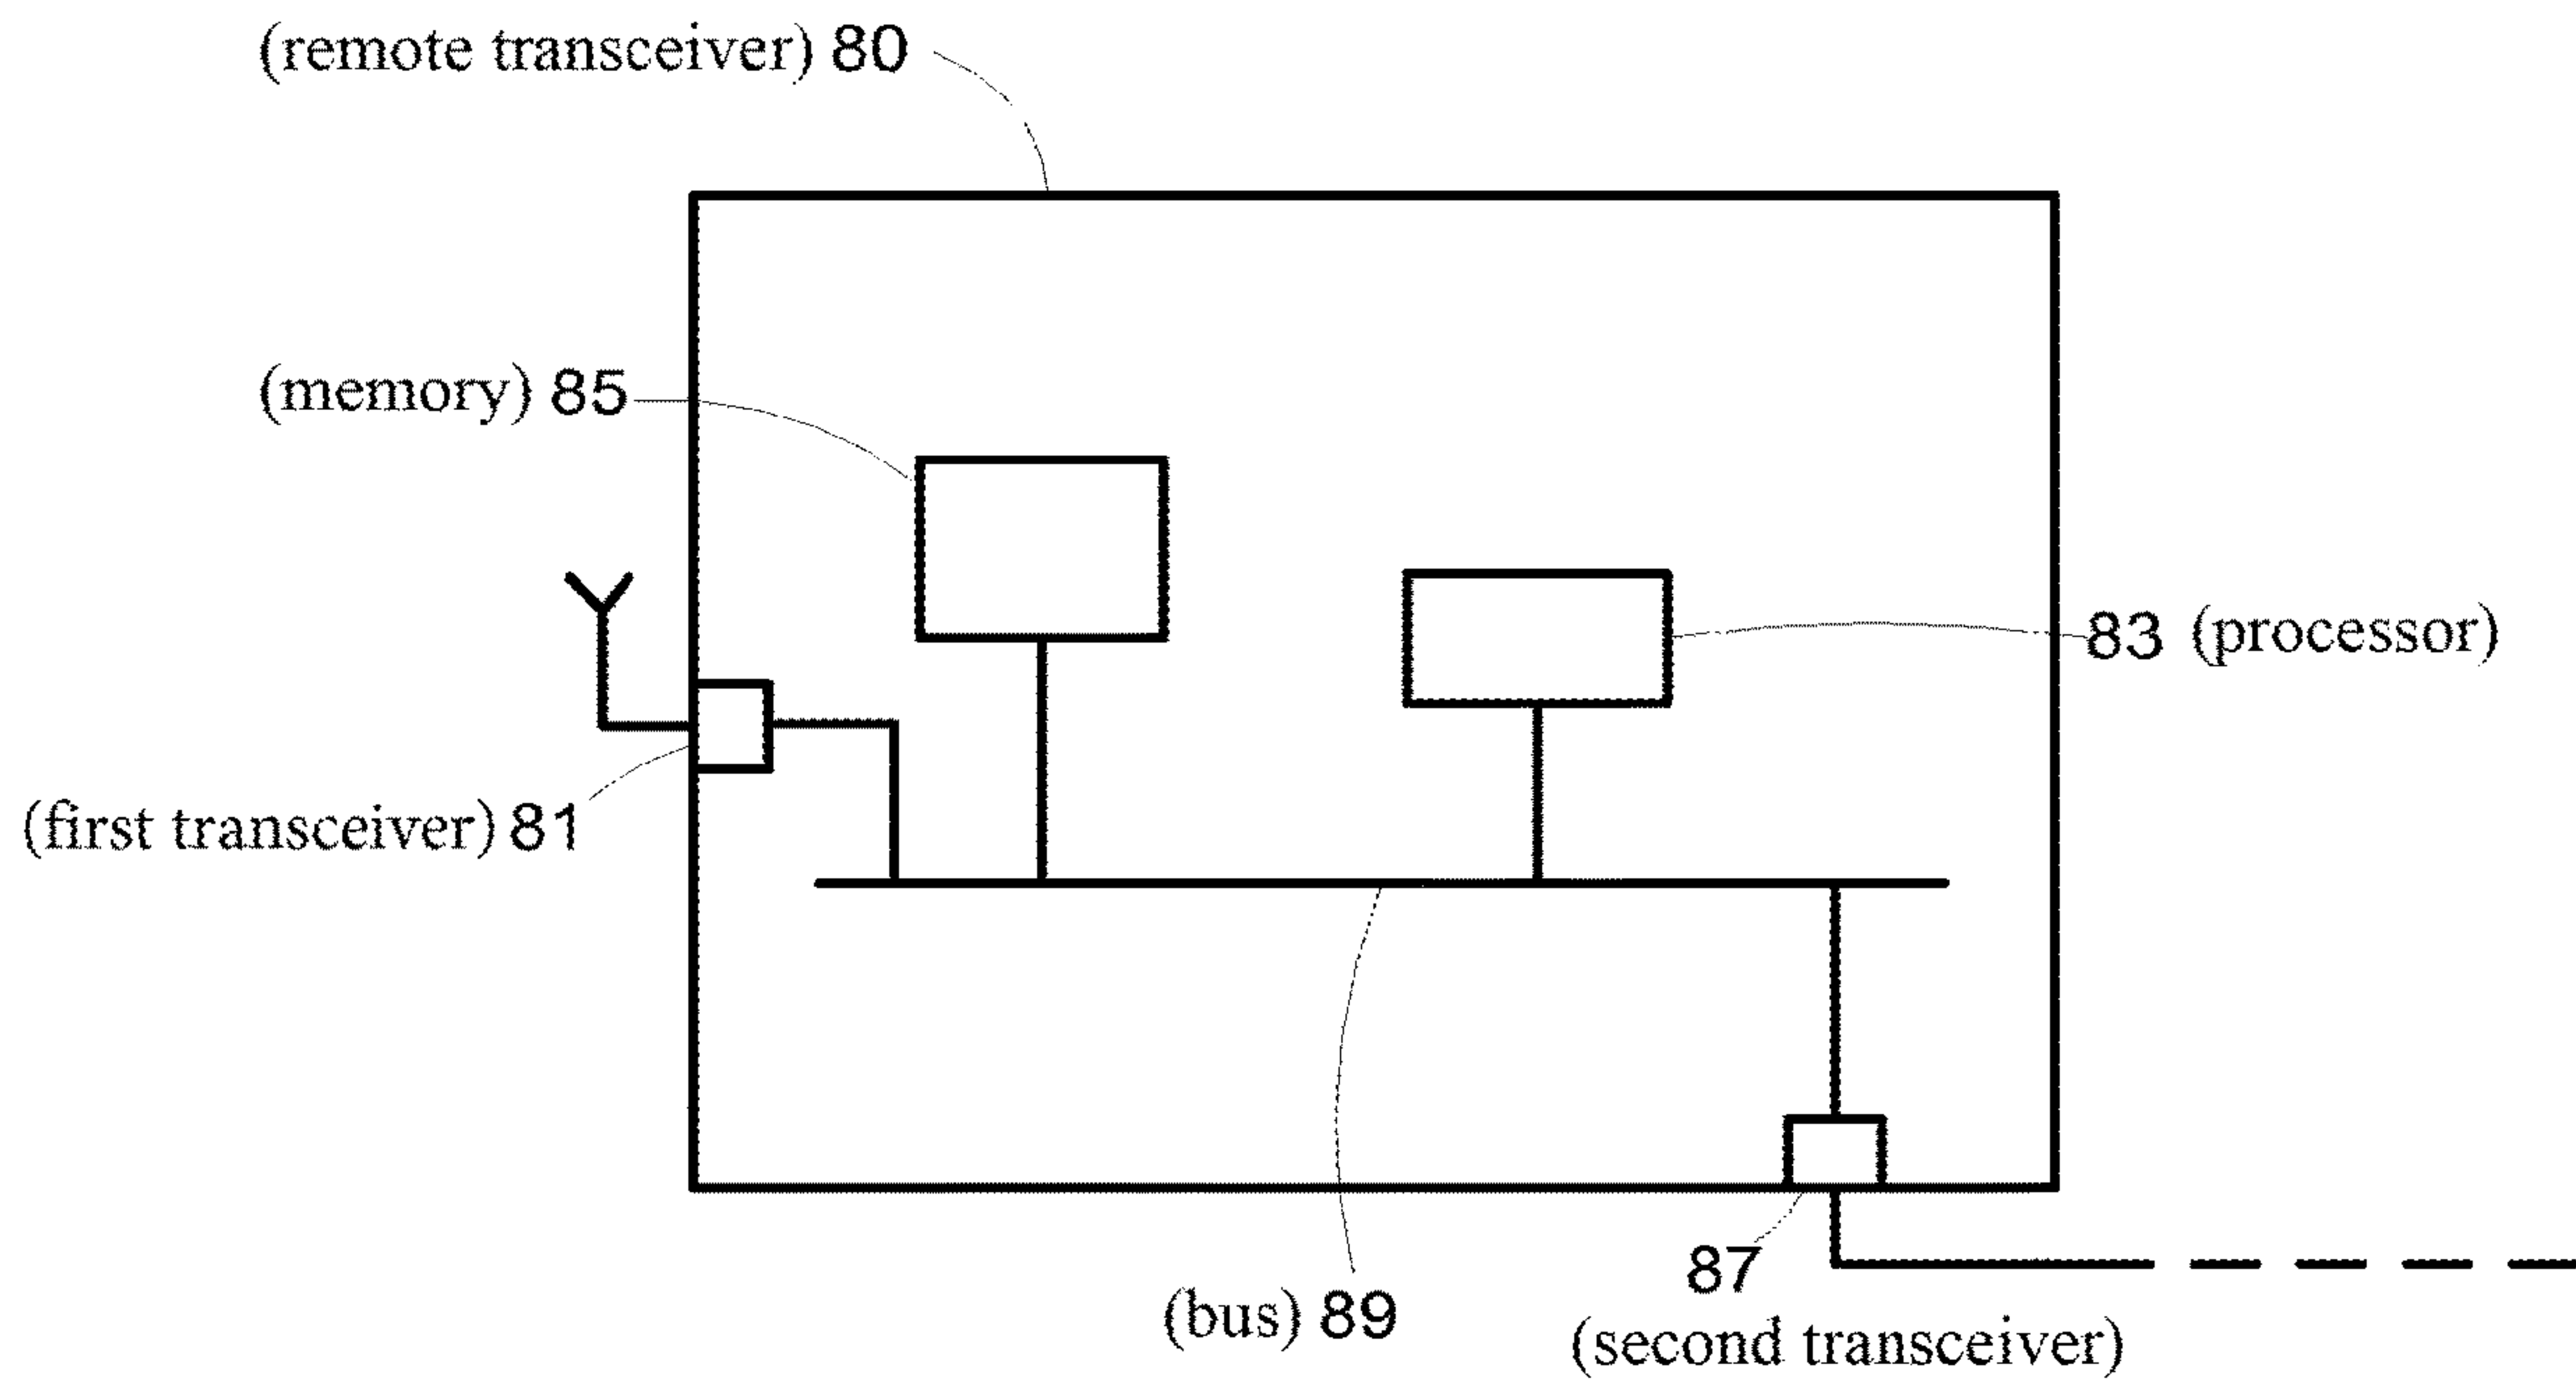 (remote transceiver) 80
(memory) 85
83 (processor)
(first transceiver) 81
87
(bus) 89
(second transceiver)